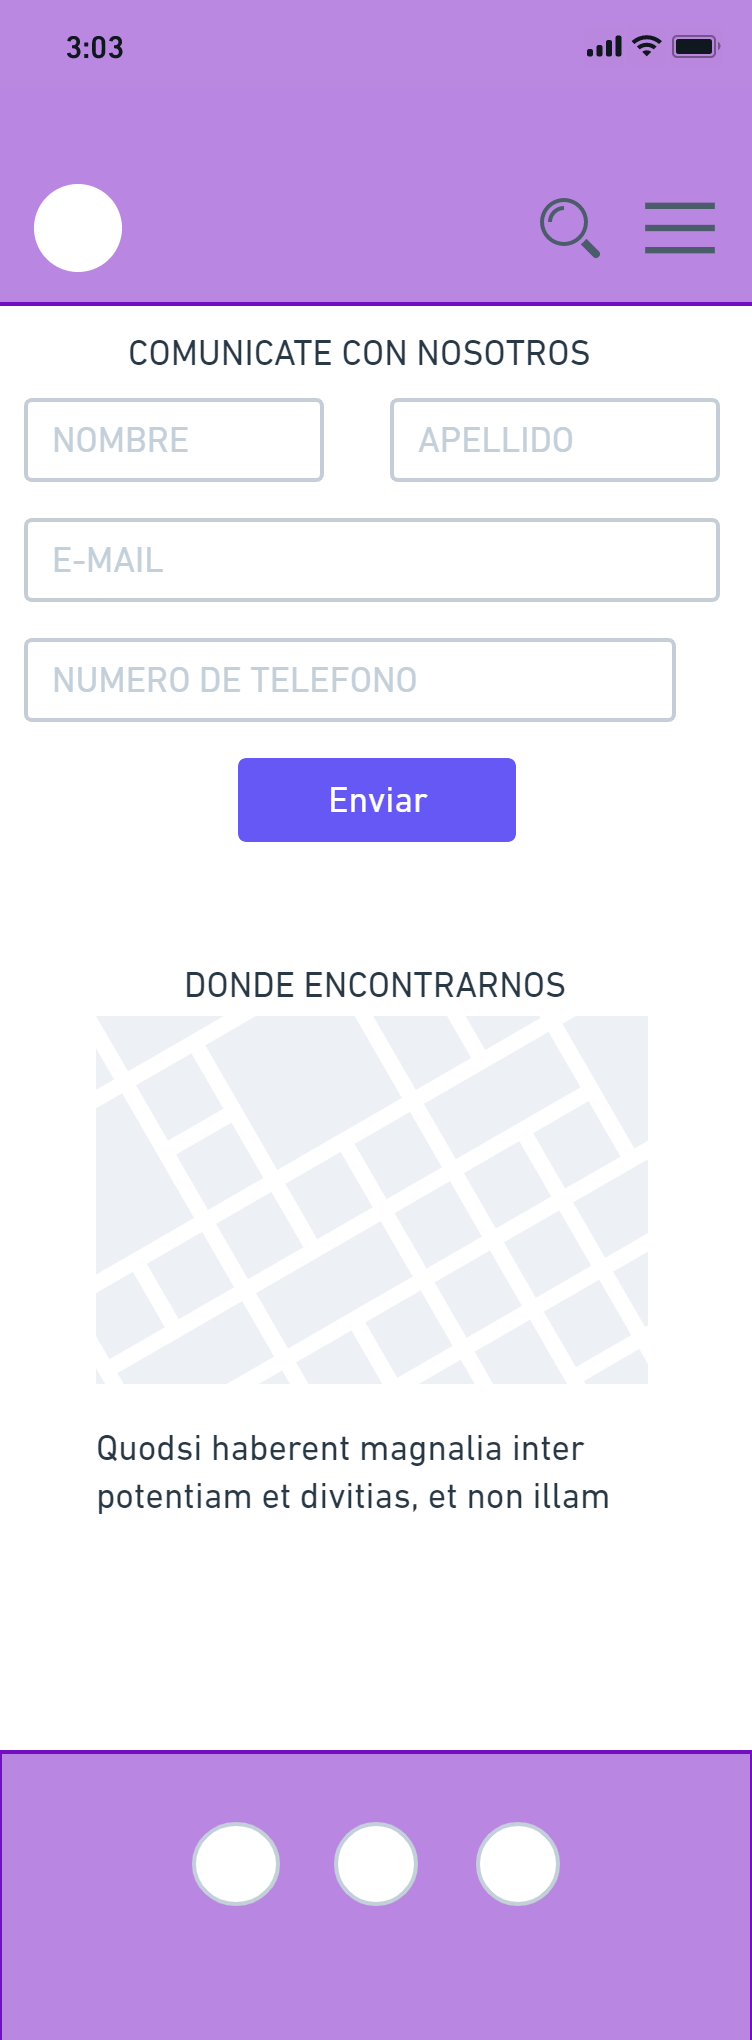 3:03
COMUNICATE CON NOSOTROS
NOMBRE
APELLIDO
E-MAIL
NUMERO DE TELEFONO
Enviar
DONDE ENCONTRARNOS
Quodsi haberent magnalia inter
potentiam et divitias, et non illam